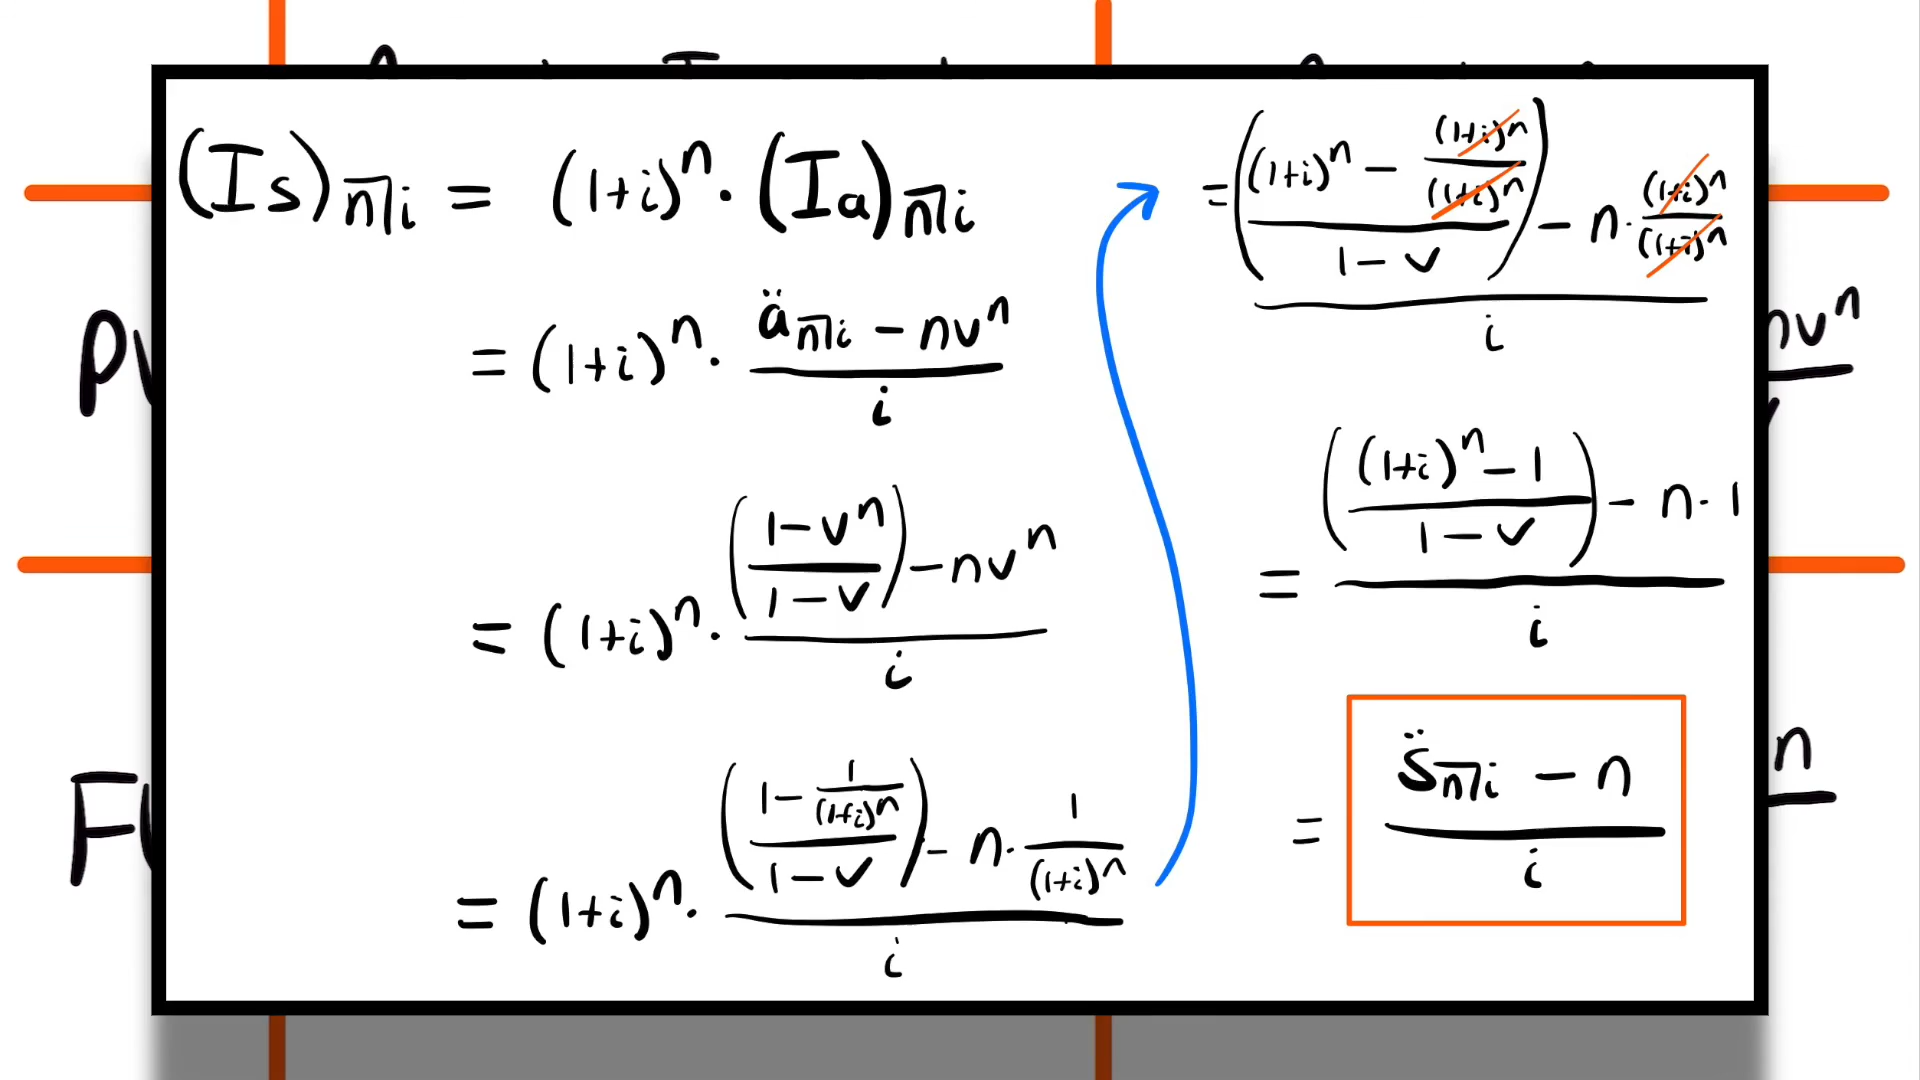 (Is)n̅|i = (1+i)^n · (Ia)n̅|i
= (1+i)^n · (än̅|i − nv^n) / i
= (1+i)^n · (((1−v^n)/(1−v)) − nv^n) / i
= (1+i)^n · (((1 − 1/(1+i)^n)/(1−v)) − n · 1/(1+i)^n) / i
= ((((1+i)^n − (1+i)^n/(1+i)^n)/(1−v)) − n · (1+i)^n/(1+i)^n) / i
= ((((1+i)^n − 1)/(1−v)) − n · 1) / i
= (s̈n̅|i − n) / i
PV
nv^n
n